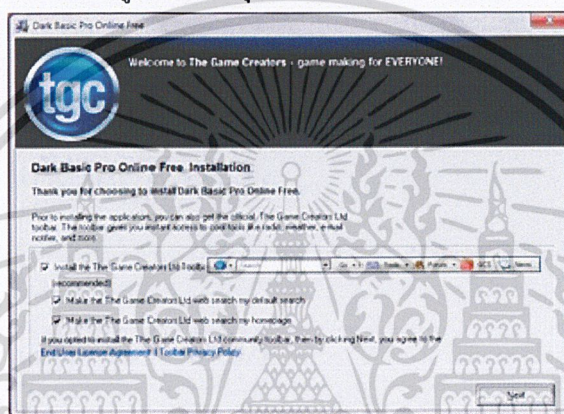 Dark Basic Pro Online Free
Welcome to The Game Creators - game making for EVERYONE!
tgc
Dark Basic Pro Online Free Installation
Thank you for choosing to install Dark Basic Pro Online Free.
Prior to installing the application, you can also get the official, The Game Creators Ltd
toolbar. The toolbar gives you instant access to cool tools like radio, weather, e-mail
notifier, and more.
Install the The Game Creators Ltd Toolbar
(recommended)
Make the The Game Creators Ltd web search my default search
Make the The Game Creators Ltd web search my homepage
If you opted to install the The Game Creators Ltd community toolbar, then by clicking Next, you agree to the
End User License Agreement | Toolbar Privacy Policy
Next